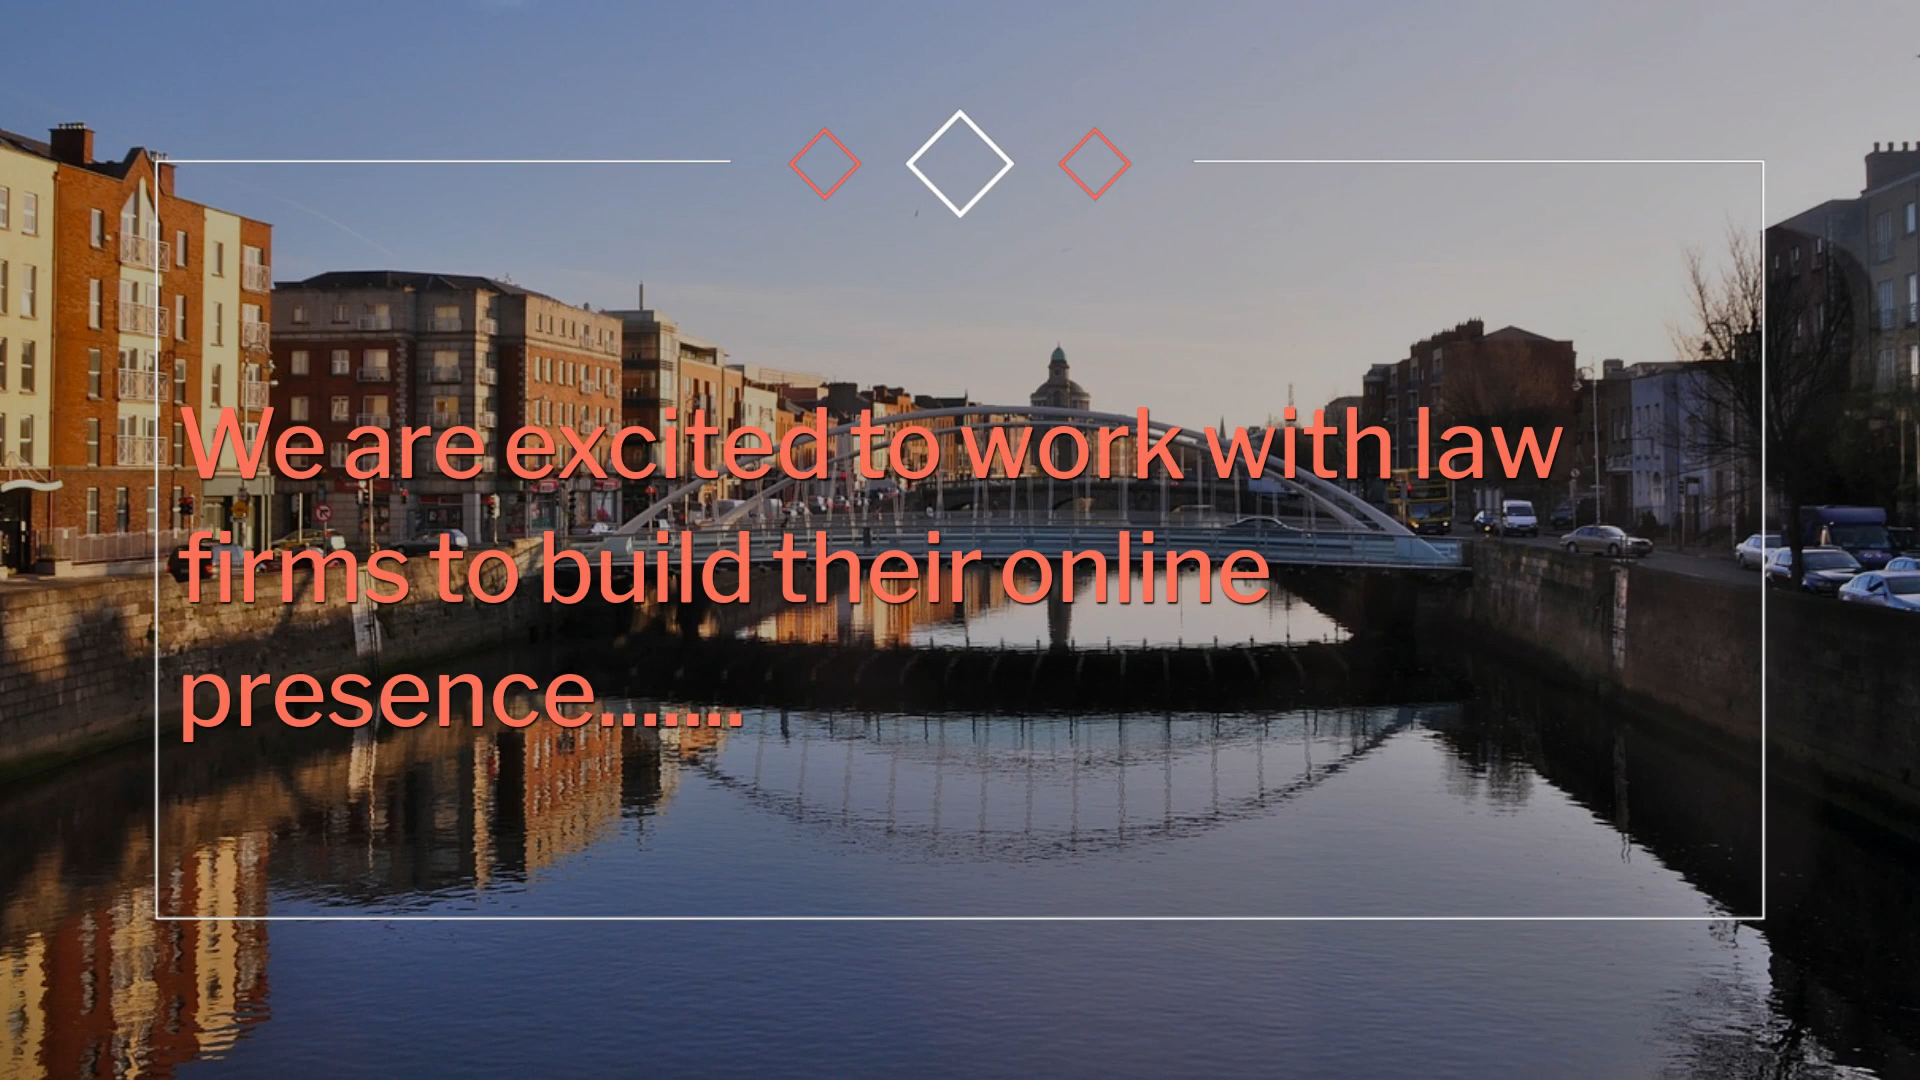 We are excited to work with law
firms to build their online
presence.......